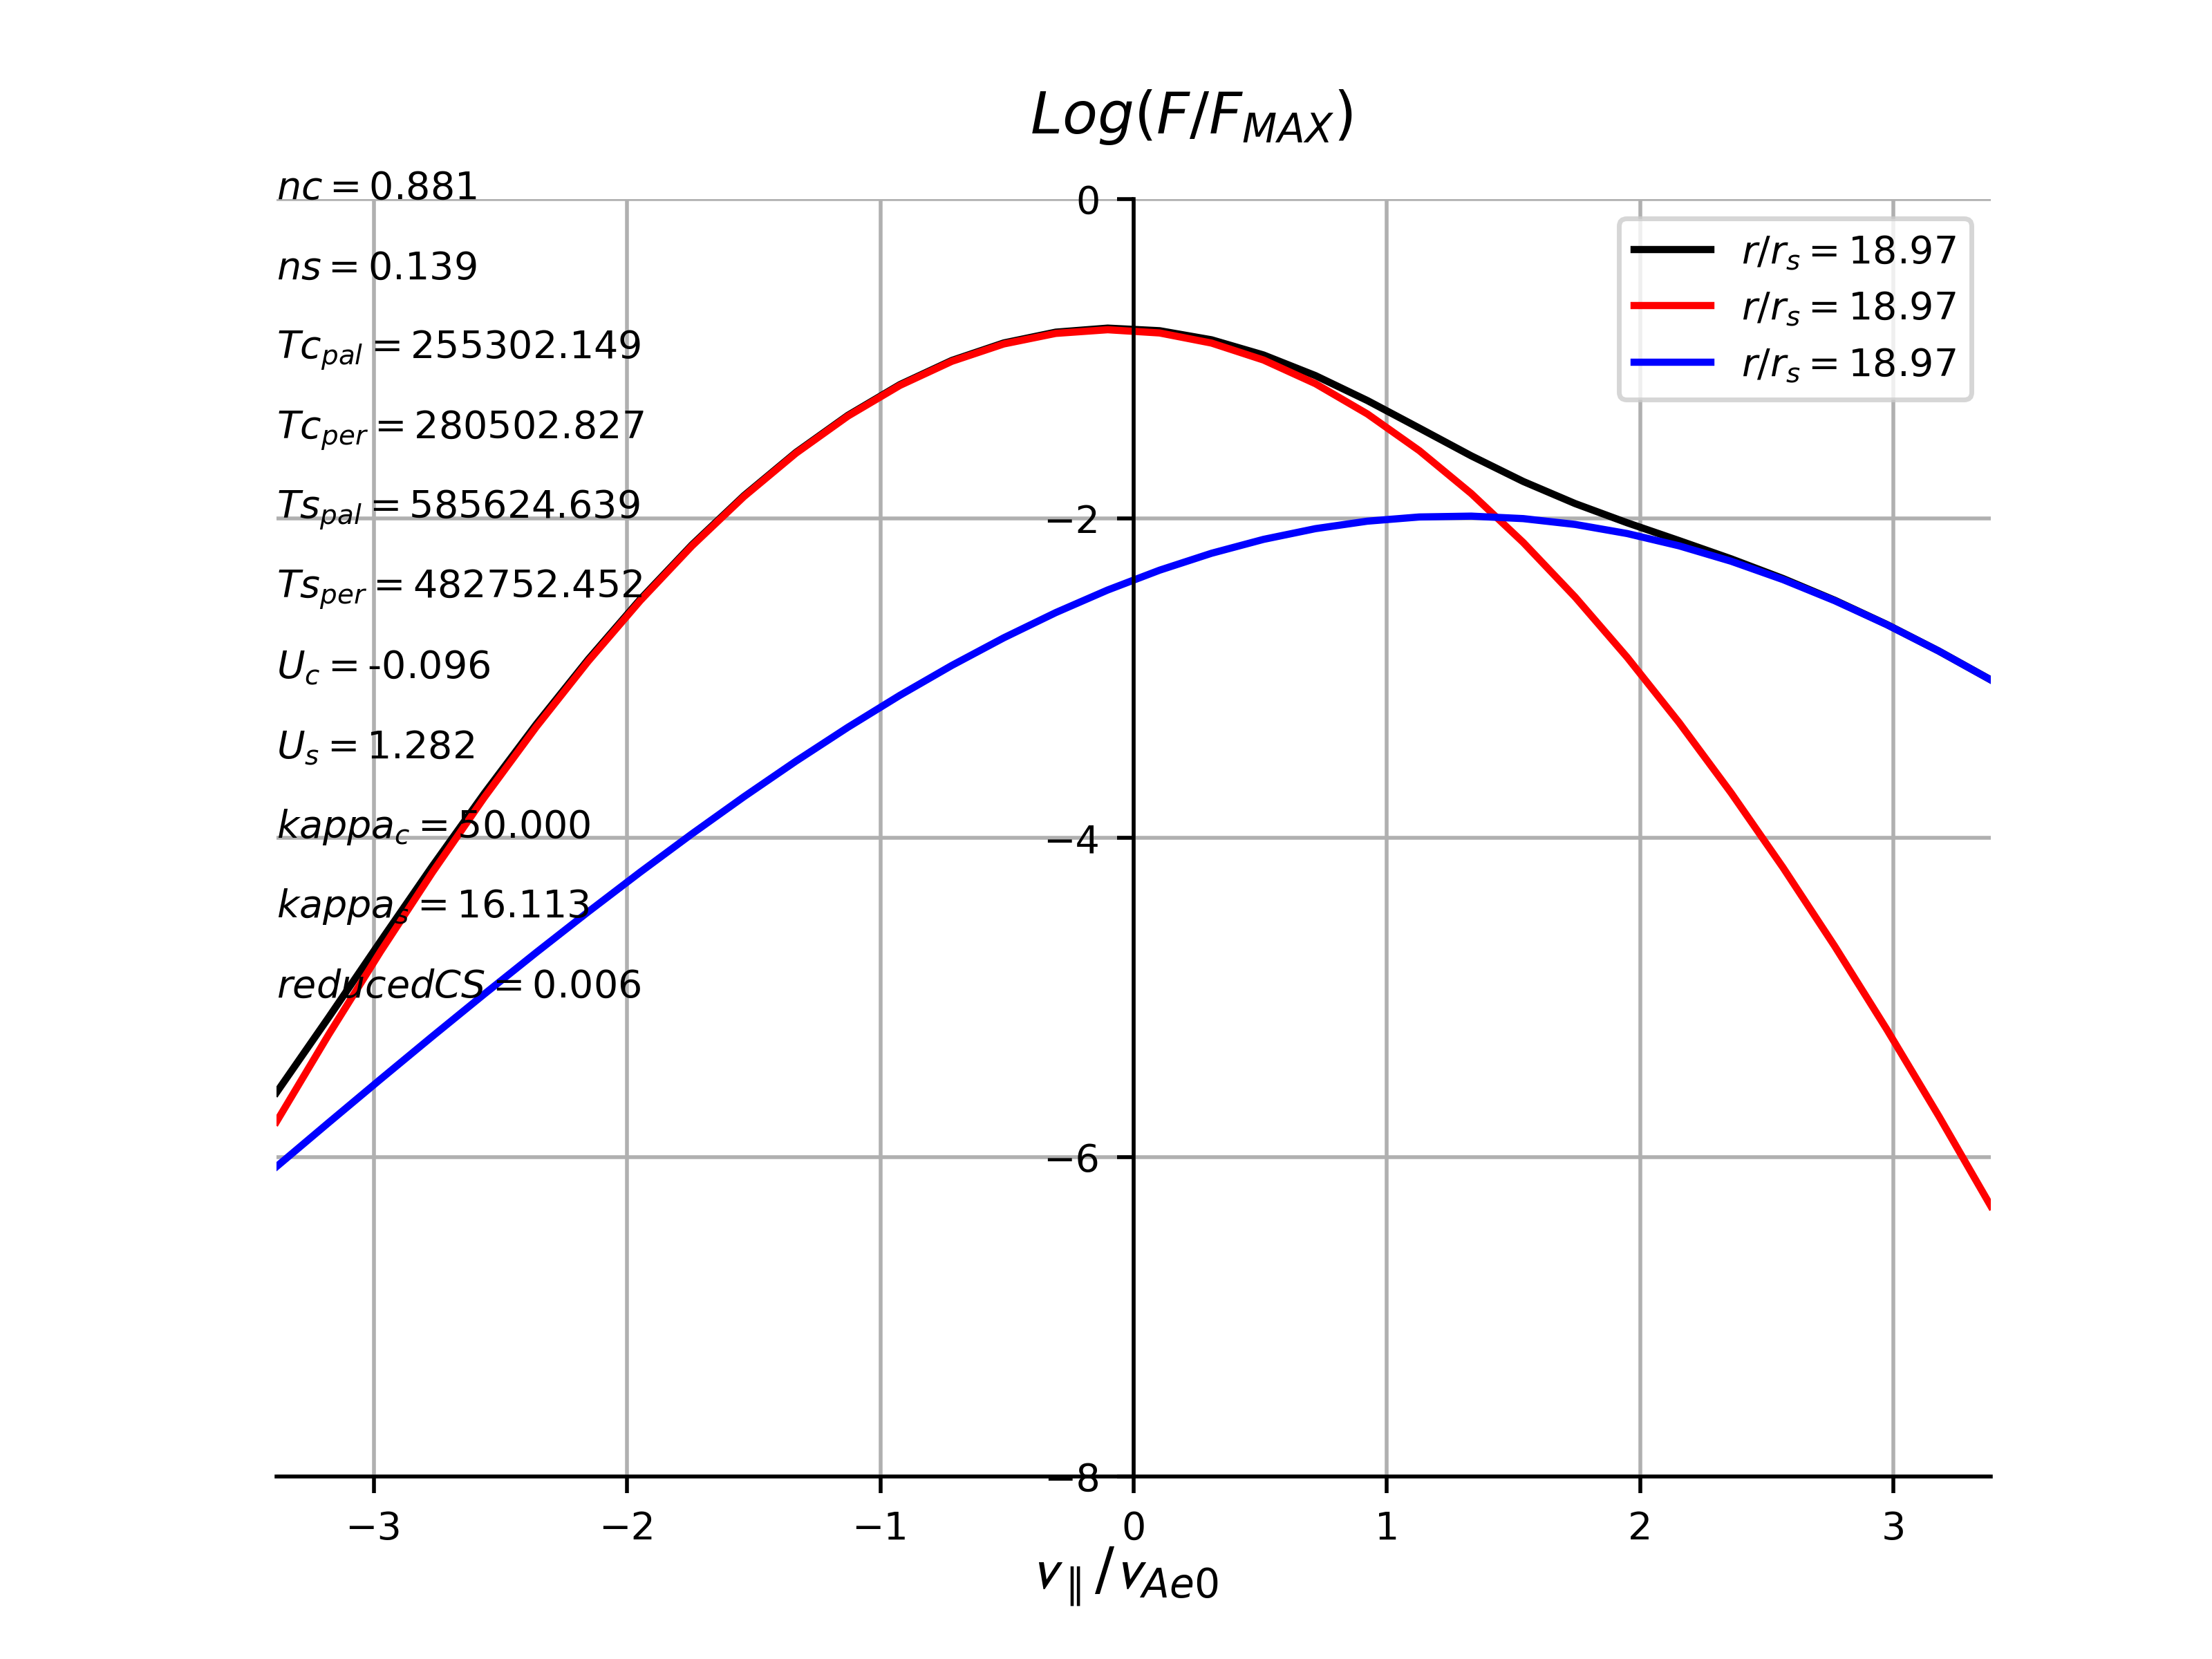 Log(F/F_MAX)
nc = 0.881
ns = 0.139
Tc_pal = 255302.149
Tc_per = 280502.827
Ts_pal = 585624.639
Ts_per = 482752.452
U_c = -0.096
U_s = 1.282
kappa_c = 50.000
kappa_s = 16.113
reducedCS = 0.006
r/r_s = 18.97
r/r_s = 18.97
r/r_s = 18.97
0
−2
−4
−6
−8
−3 −2 −1 0 1 2 3
v_∥/v_Ae0